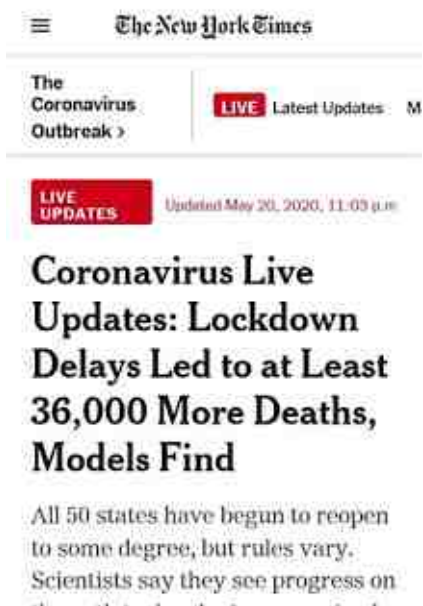 The New York Times
The
Coronavirus
Outbreak >
LIVE Latest Updates M
LIVE
UPDATES
Updated May 20, 2020, 11:03 p.m
Coronavirus Live
Updates: Lockdown
Delays Led to at Least
36,000 More Deaths,
Models Find
All 50 states have begun to reopen
to some degree, but rules vary.
Scientists say they see progress on